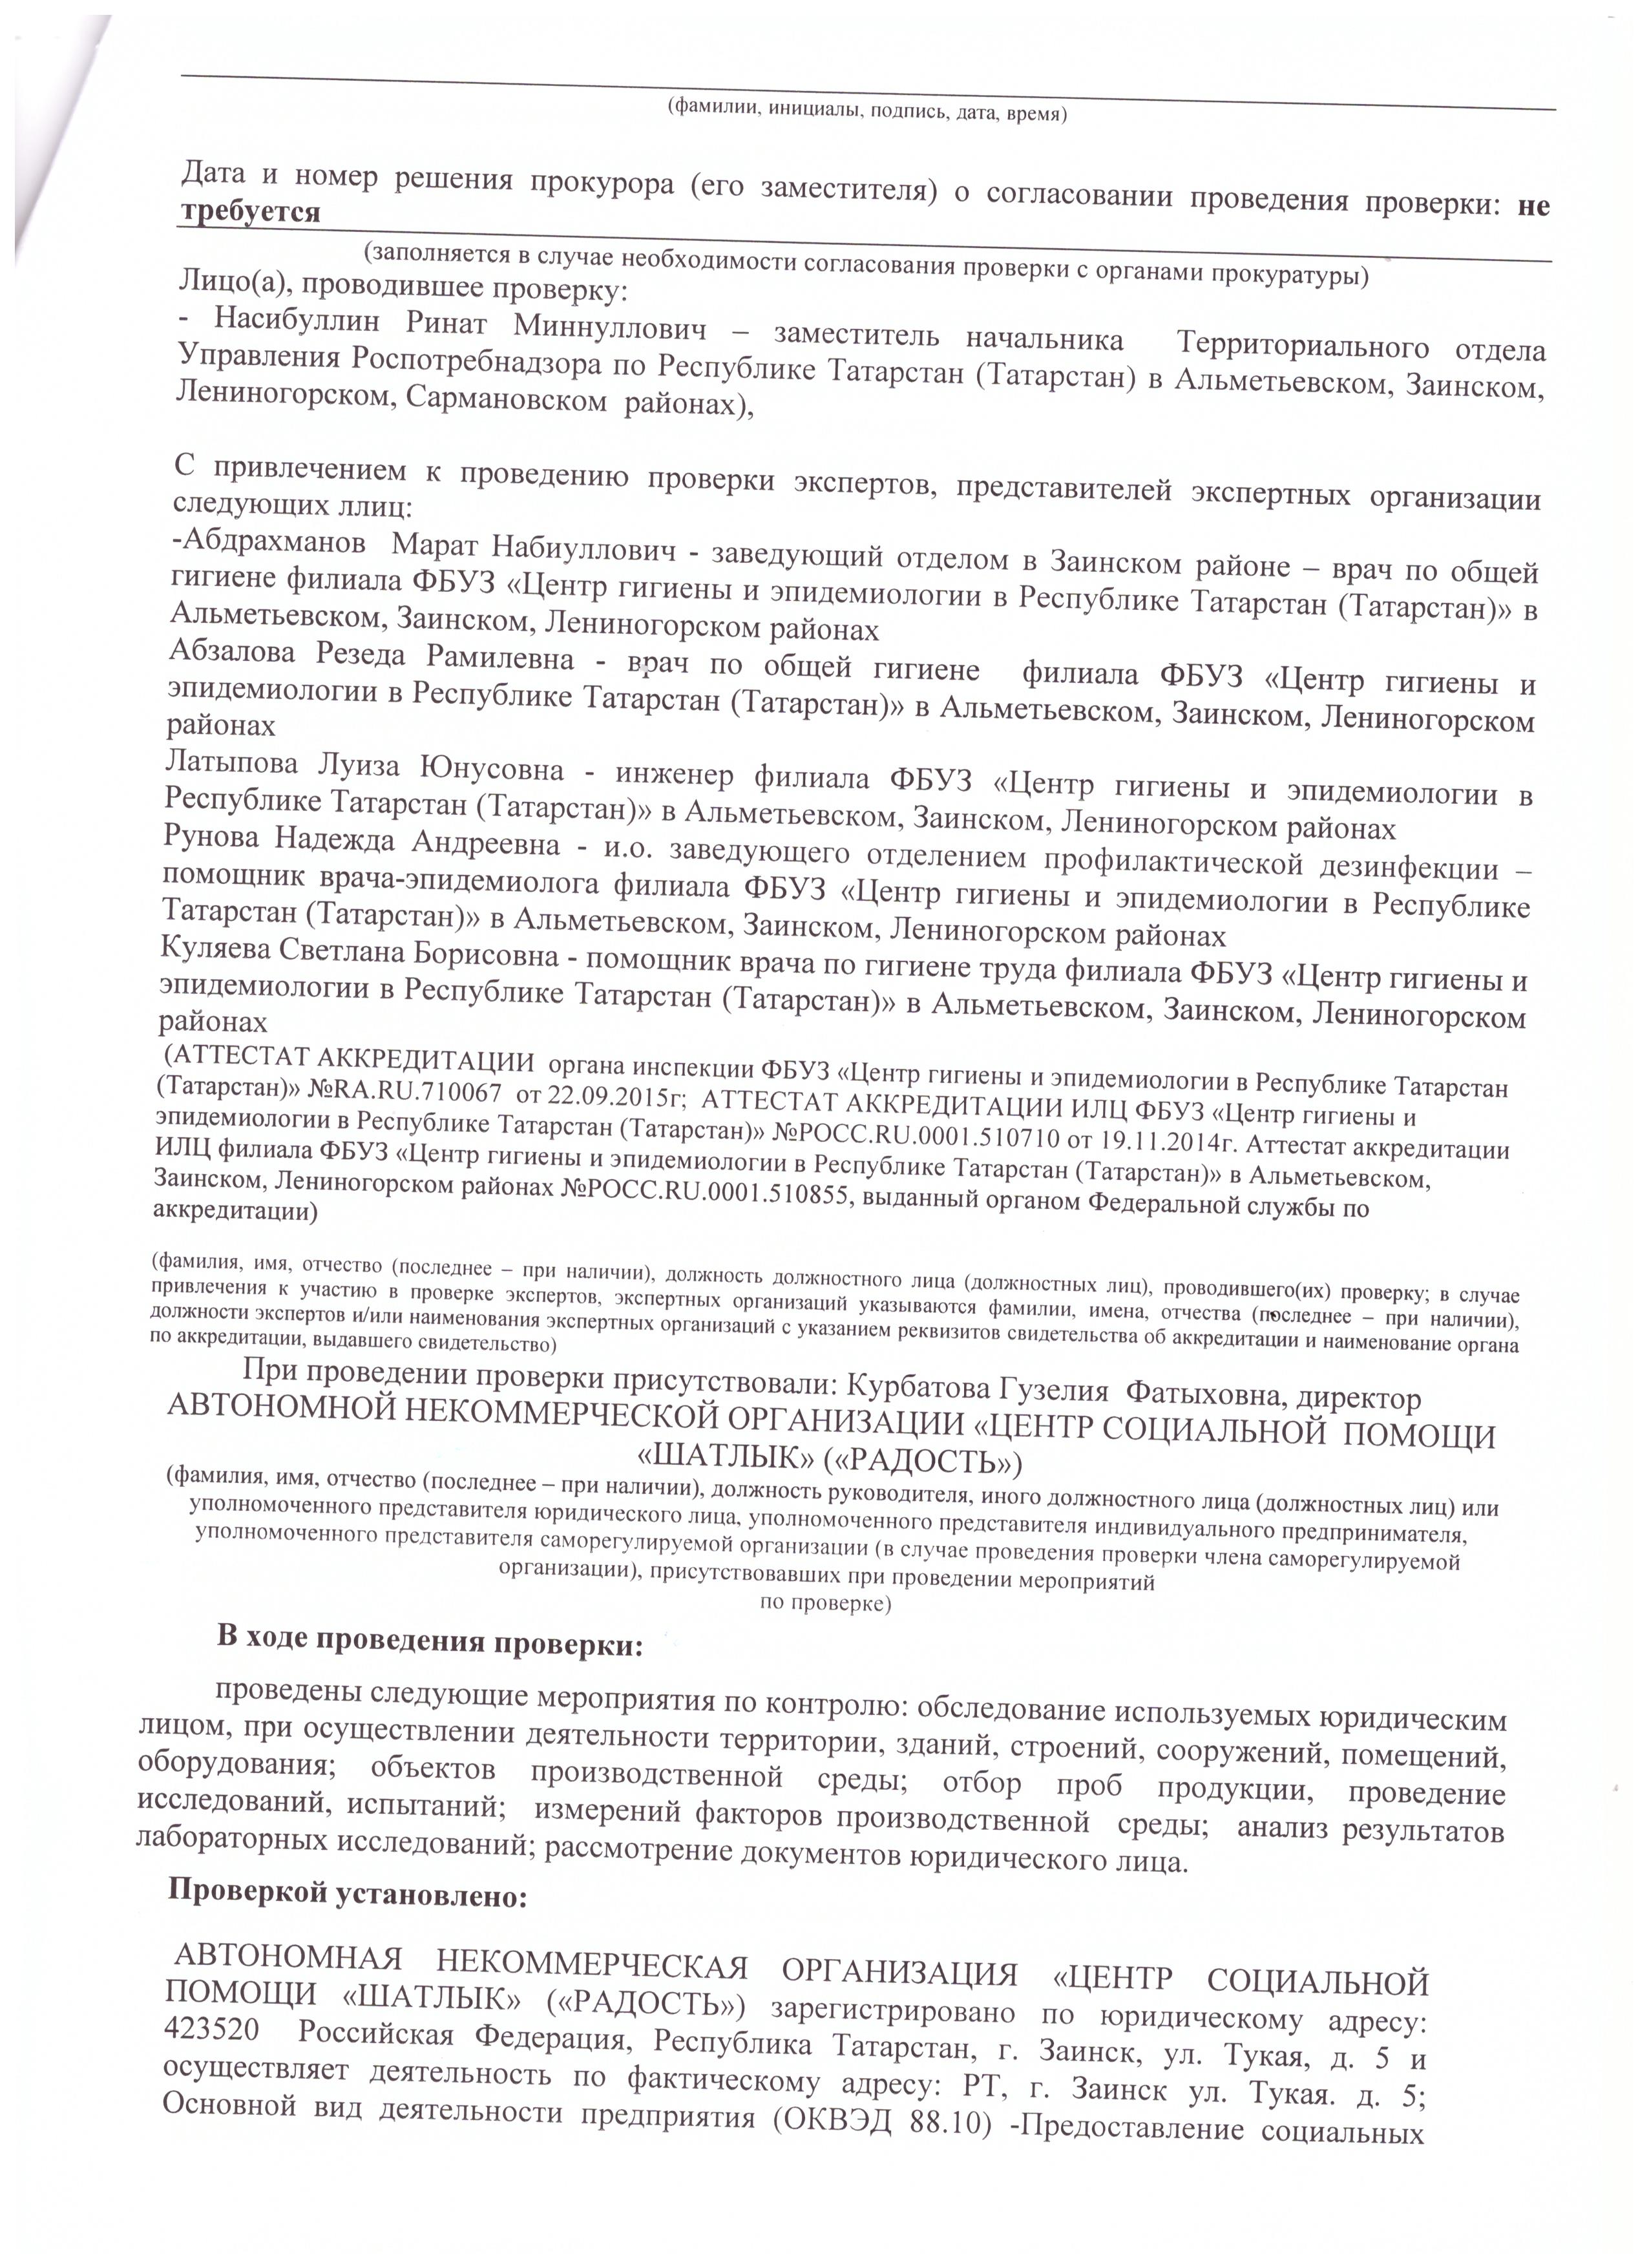 (фамилии, инициалы, подпись, дата, время)
Дата и номер решения прокурора (его заместителя) о согласовании проведения проверки: не
требуется
(заполняется в случае необходимости согласования проверки с органами прокуратуры)
Лицо(а), проводившее проверку:
- Насибуллин Ринат Миннуллович – заместитель начальника Территориального отдела
Управления Роспотребнадзора по Республике Татарстан (Татарстан) в Альметьевском, Заинском,
Лениногорском, Сармановском районах),
С привлечением к проведению проверки экспертов, представителей экспертных организации
следующих ллиц:
-Абдрахманов Марат Набиуллович - заведующий отделом в Заинском районе – врач по общей
гигиене филиала ФБУЗ «Центр гигиены и эпидемиологии в Республике Татарстан (Татарстан)» в
Альметьевском, Заинском, Лениногорском районах
Абзалова Резеда Рамилевна - врач по общей гигиене филиала ФБУЗ «Центр гигиены и
эпидемиологии в Республике Татарстан (Татарстан)» в Альметьевском, Заинском, Лениногорском
районах
Латыпова Луиза Юнусовна - инженер филиала ФБУЗ «Центр гигиены и эпидемиологии в
Республике Татарстан (Татарстан)» в Альметьевском, Заинском, Лениногорском районах
Рунова Надежда Андреевна - и.о. заведующего отделением профилактической дезинфекции –
помощник врача-эпидемиолога филиала ФБУЗ «Центр гигиены и эпидемиологии в Республике
Татарстан (Татарстан)» в Альметьевском, Заинском, Лениногорском районах
Куляева Светлана Борисовна - помощник врача по гигиене труда филиала ФБУЗ «Центр гигиены и
эпидемиологии в Республике Татарстан (Татарстан)» в Альметьевском, Заинском, Лениногорском
районах
(АТТЕСТАТ АККРЕДИТАЦИИ органа инспекции ФБУЗ «Центр гигиены и эпидемиологии в Республике Татарстан
(Татарстан)» №RA.RU.710067 от 22.09.2015г; АТТЕСТАТ АККРЕДИТАЦИИ ИЛЦ ФБУЗ «Центр гигиены и
эпидемиологии в Республике Татарстан (Татарстан)» №РОСС.RU.0001.510710 от 19.11.2014г. Аттестат аккредитации
ИЛЦ филиала ФБУЗ «Центр гигиены и эпидемиологии в Республике Татарстан (Татарстан)» в Альметьевском,
Заинском, Лениногорском районах №РОСС.RU.0001.510855, выданный органом Федеральной службы по
аккредитации)
(фамилия, имя, отчество (последнее – при наличии), должность должностного лица (должностных лиц), проводившего(их) проверку; в случае
привлечения к участию в проверке экспертов, экспертных организаций указываются фамилии, имена, отчества (последнее – при наличии),
должности экспертов и/или наименования экспертных организаций с указанием реквизитов свидетельства об аккредитации и наименование органа
по аккредитации, выдавшего свидетельство)
При проведении проверки присутствовали: Курбатова Гузелия Фатыховна, директор
АВТОНОМНОЙ НЕКОММЕРЧЕСКОЙ ОРГАНИЗАЦИИ «ЦЕНТР СОЦИАЛЬНОЙ ПОМОЩИ
«ШАТЛЫК» («РАДОСТЬ»)
(фамилия, имя, отчество (последнее – при наличии), должность руководителя, иного должностного лица (должностных лиц) или
уполномоченного представителя юридического лица, уполномоченного представителя индивидуального предпринимателя,
уполномоченного представителя саморегулируемой организации (в случае проведения проверки члена саморегулируемой
организации), присутствовавших при проведении мероприятий
по проверке)
В ходе проведения проверки:
проведены следующие мероприятия по контролю: обследование используемых юридическим
лицом, при осуществлении деятельности территории, зданий, строений, сооружений, помещений,
оборудования; объектов производственной среды; отбор проб продукции, проведение
исследований, испытаний; измерений факторов производственной среды; анализ результатов
лабораторных исследований; рассмотрение документов юридического лица.
Проверкой установлено:
АВТОНОМНАЯ НЕКОММЕРЧЕСКАЯ ОРГАНИЗАЦИЯ «ЦЕНТР СОЦИАЛЬНОЙ
ПОМОЩИ «ШАТЛЫК» («РАДОСТЬ») зарегистрировано по юридическому адресу:
423520 Российская Федерация, Республика Татарстан, г. Заинск, ул. Тукая, д. 5 и
осуществляет деятельность по фактическому адресу: РТ, г. Заинск ул. Тукая. д. 5;
Основной вид деятельности предприятия (ОКВЭД 88.10) -Предоставление социальных